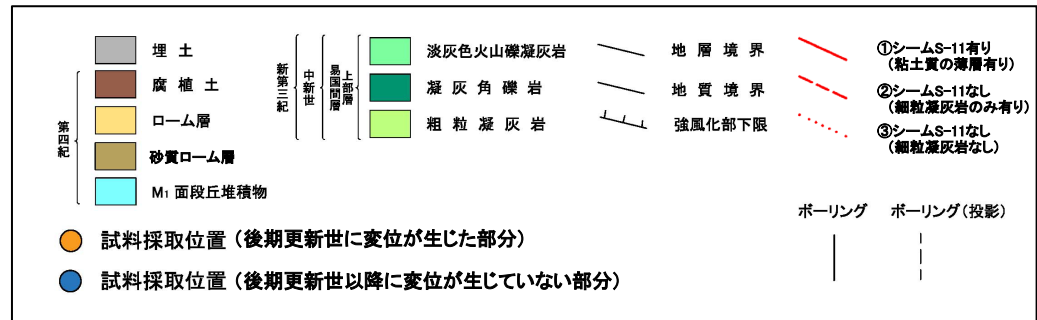 埋土
腐植土
ローム層
砂質ローム層
M₁面段丘堆積物
第四紀
新第三紀
中新世
易国間層
上部層
淡灰色火山礫凝灰岩
凝灰角礫岩
粗粒凝灰岩
地層境界
地質境界
強風化部下限
①シームS-11有り
(粘土質の薄層有り)
②シームS-11なし
(細粒凝灰岩のみ有り)
③シームS-11なし
(細粒凝灰岩なし)
ボーリング
ボーリング(投影)
試料採取位置(後期更新世に変位が生じた部分)
試料採取位置(後期更新世以降に変位が生じていない部分)